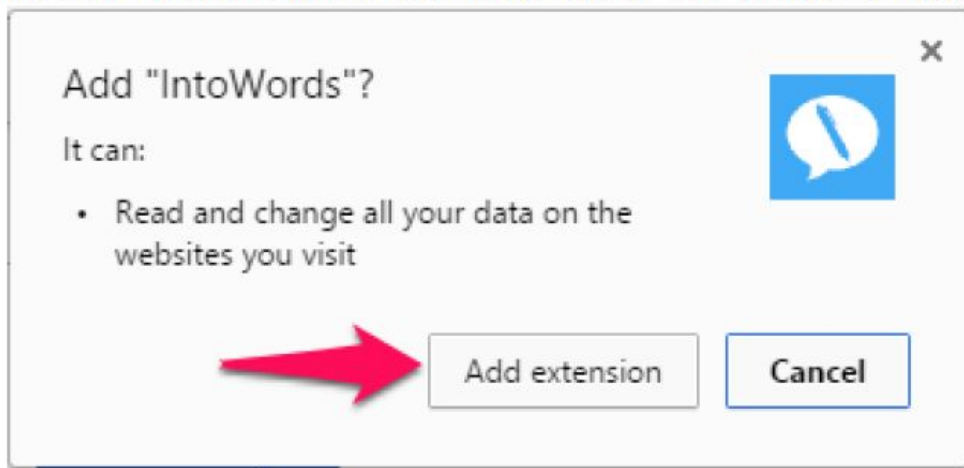 Add "IntoWords"?
It can:
• Read and change all your data on the
websites you visit
Add extension
Cancel